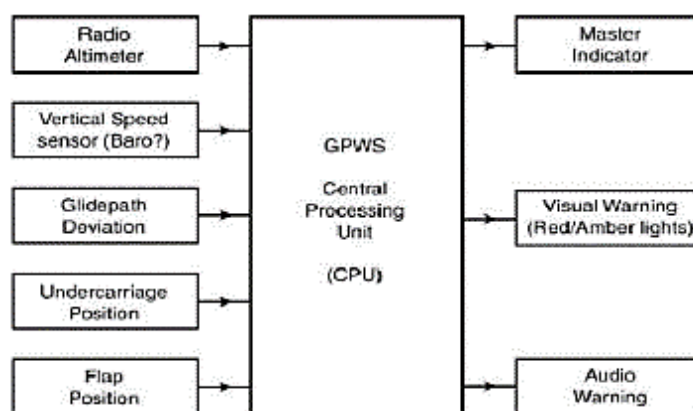 Radio
Altimeter
Vertical Speed
sensor (Baro?)
Glidepath
Deviation
Undercarriage
Position
Flap
Position
GPWS
Central
Processing
Unit
(CPU)
Master
Indicator
Visual Warning
(Red/Amber lights)
Audio
Warning